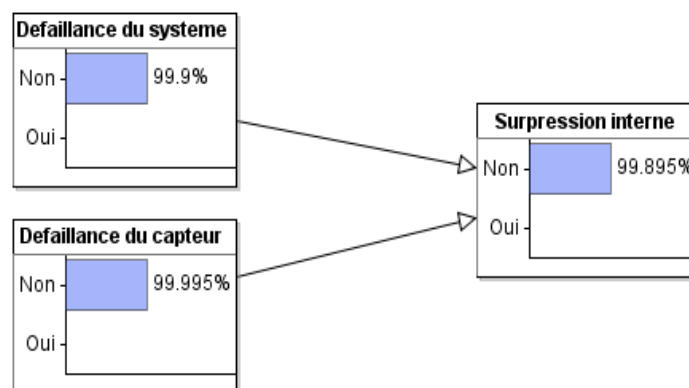 Defaillance du systeme
Non
99.9%
Oui
Defaillance du capteur
Non
99.995%
Oui
Surpression interne
Non
99.895%
Oui